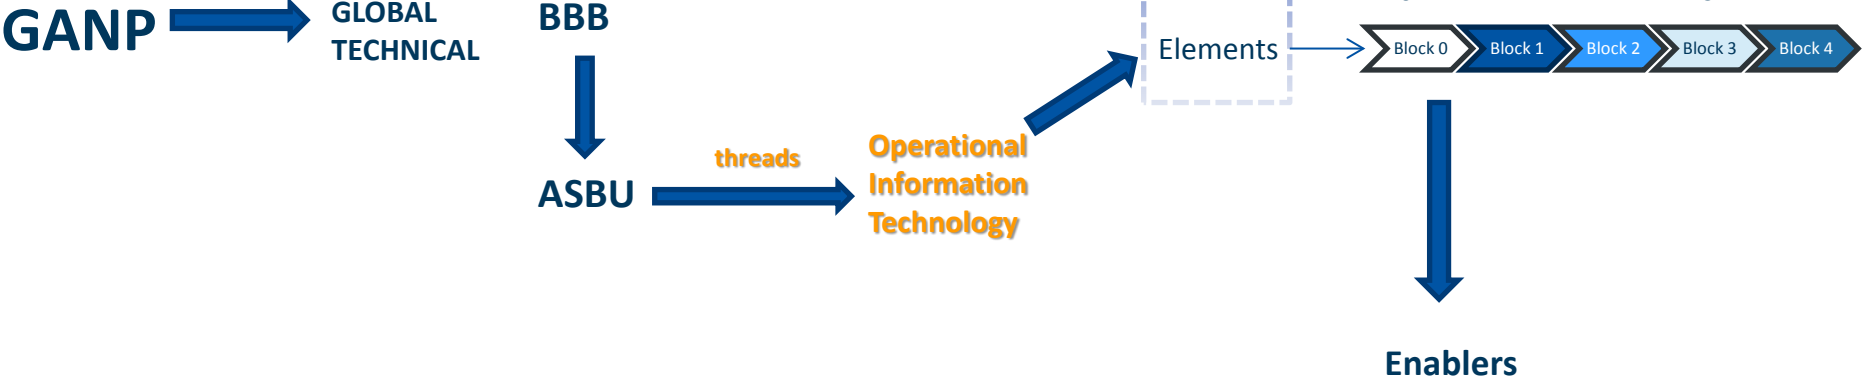 GANP
GLOBAL
TECHNICAL
BBB
ASBU
threads
Operational
Information
Technology
Elements
Block 0
Block 1
Block 2
Block 3
Block 4
Enablers